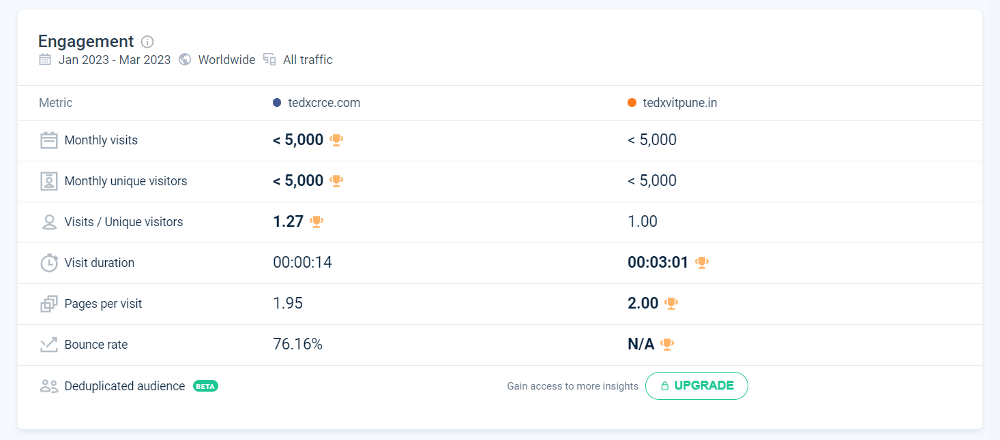 Engagement
Jan 2023 - Mar 2023 Worldwide All traffic
Metric tedxcrce.com tedxvitpune.in
Monthly visits < 5,000 < 5,000
Monthly unique visitors < 5,000 < 5,000
Visits / Unique visitors 1.27 1.00
Visit duration 00:00:14 00:03:01
Pages per visit 1.95 2.00
Bounce rate 76.16% N/A
Deduplicated audience BETA Gain access to more insights UPGRADE